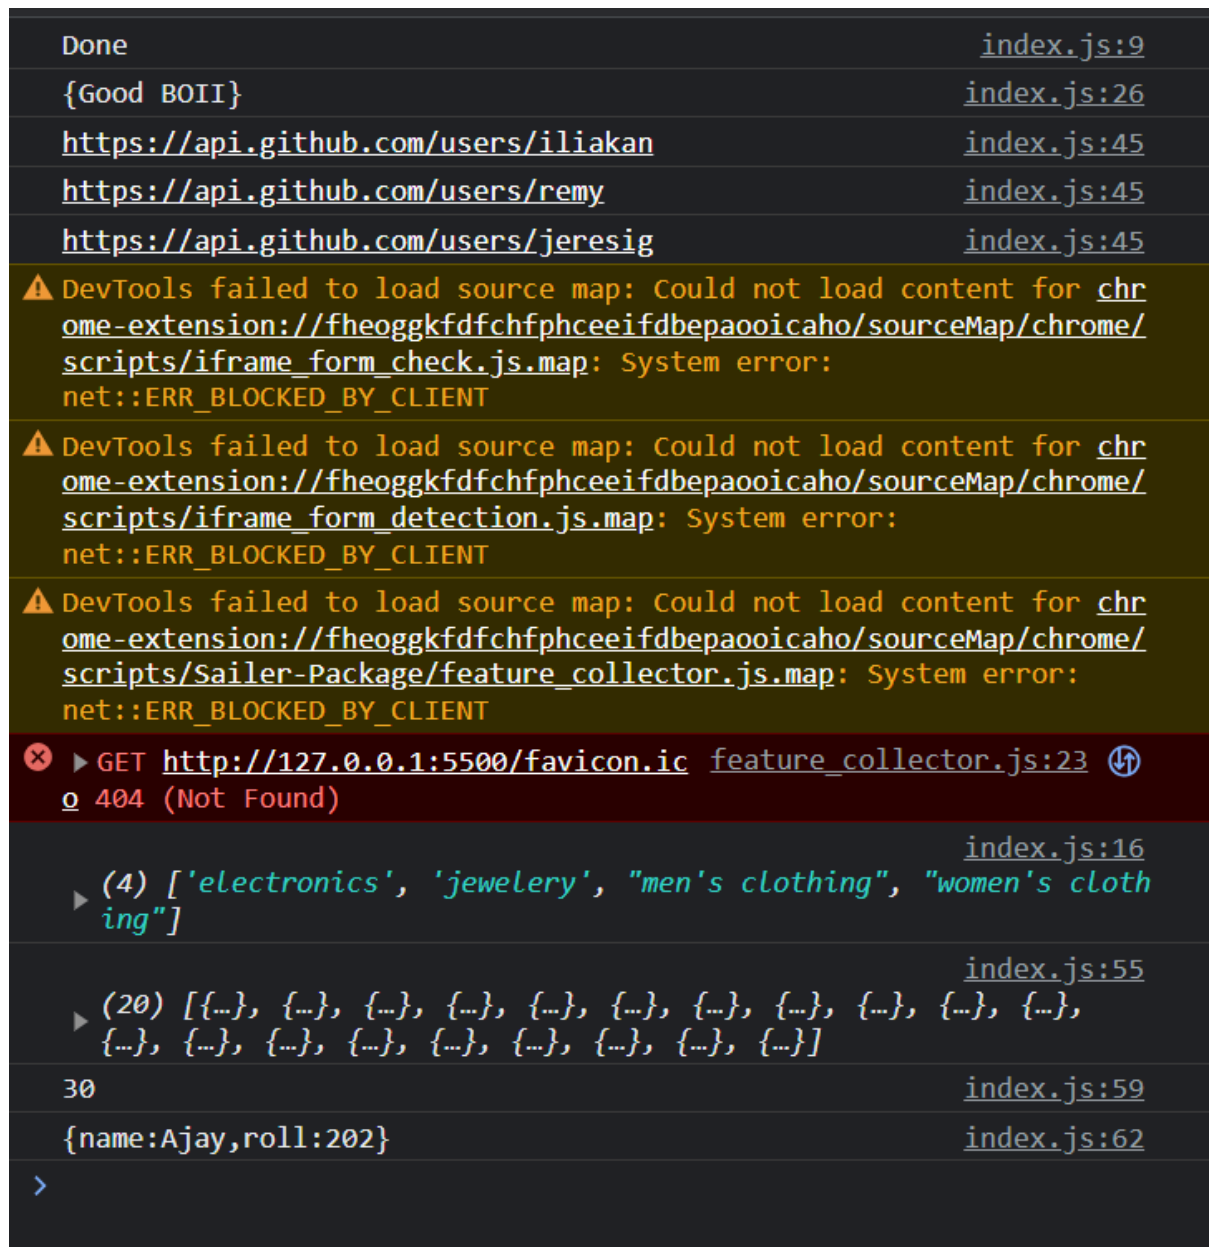 Done index.js:9
{Good BOII} index.js:26
https://api.github.com/users/iliakan index.js:45
https://api.github.com/users/remy index.js:45
https://api.github.com/users/jeresig index.js:45
DevTools failed to load source map: Could not load content for chr
ome-extension://fheoggkfdfchfphceeifdbepaooicaho/sourceMap/chrome/
scripts/iframe_form_check.js.map: System error:
net::ERR_BLOCKED_BY_CLIENT
DevTools failed to load source map: Could not load content for chr
ome-extension://fheoggkfdfchfphceeifdbepaooicaho/sourceMap/chrome/
scripts/iframe_form_detection.js.map: System error:
net::ERR_BLOCKED_BY_CLIENT
DevTools failed to load source map: Could not load content for chr
ome-extension://fheoggkfdfchfphceeifdbepaooicaho/sourceMap/chrome/
scripts/Sailer-Package/feature_collector.js.map: System error:
net::ERR_BLOCKED_BY_CLIENT
GET http://127.0.0.1:5500/favicon.ic feature_collector.js:23
o 404 (Not Found)
index.js:16
(4) ['electronics', 'jewelery', "men's clothing", "women's cloth
ing"]
index.js:55
(20) [{…}, {…}, {…}, {…}, {…}, {…}, {…}, {…}, {…}, {…}, {…},
{…}, {…}, {…}, {…}, {…}, {…}, {…}, {…}, {…}]
30 index.js:59
{name:Ajay,roll:202} index.js:62